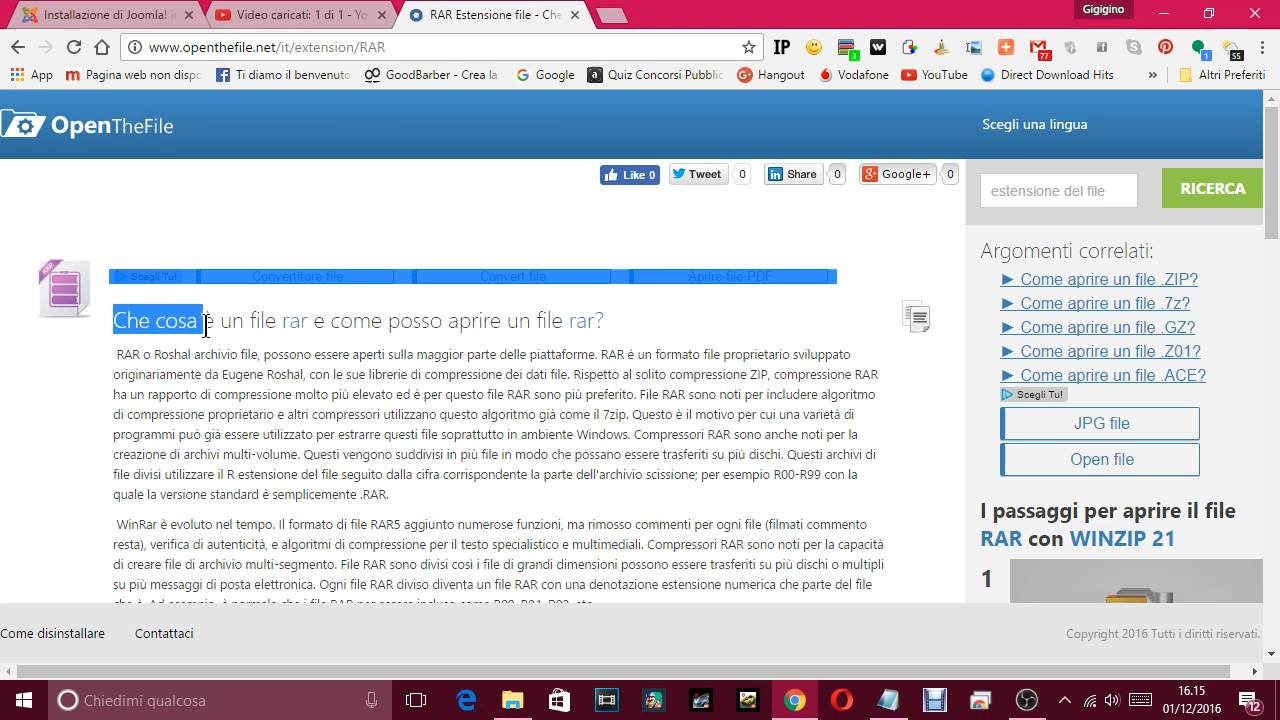 Installazione di Joomla! i
Video caricati: 1 di 1 - Yo
RAR Estensione file - Che
Gigigino
www.openthefile.net/it/extension/RAR
IP
3
W
77
1
55
App
Pagina web non dispo
Ti diamo il benvenuto
GoodBarber - Crea la
Google
Quiz Concorsi Pubblic
Hangout
Vodafone
YouTube
Direct Download Hits
»
Altri Preferiti
OpenTheFile
Scegli una lingua
Like 0
Tweet
0
Share
0
Google+
0
estensione del file
RICERCA
Scegli Tu!
Convertitore file
Convert file
Aprire file PDF
Che cosa è un file rar e come posso aprire un file rar?
RAR o Roshal archivio file, possono essere aperti sulla maggior parte delle piattaforme. RAR è un formato file proprietario sviluppato
originariamente da Eugene Roshal, con le sue librerie di compressione dei dati file. Rispetto al solito compressione ZIP, compressione RAR
ha un rapporto di compressione molto più elevato ed è per questo file RAR sono più preferito. File RAR sono noti per includere algoritmo
di compressione proprietario e altri compressori utilizzano questo algoritmo già come il 7zip. Questo è il motivo per cui una varietà di
programmi può già essere utilizzato per estrarre questi file soprattutto in ambiente Windows. Compressori RAR sono anche noti per la
creazione di archivi multi-volume. Questi vengono suddivisi in più file in modo che possano essere trasferiti su più dischi. Questi archivi di
file divisi utilizzare il R estensione del file seguito dalla cifra corrispondente la parte dell'archivio scissione; per esempio R00-R99 con la
quale la versione standard è semplicemente .RAR.
WinRar è evoluto nel tempo. Il formato di file RAR5 aggiunto numerose funzioni, ma rimosso commenti per ogni file (filmati commento
resta), verifica di autenticità, e algoritmi di compressione per il testo specialistico e multimediali. Compressori RAR sono noti per la capacità
di creare file di archivio multi-segmento. File RAR sono divisi così i file di grandi dimensioni possono essere trasferiti su più dischi o multipli
su più messaggi di posta elettronica. Ogni file RAR diviso diventa un file RAR con una denotazione estensione numerica che parte del file
Argomenti correlati:
► Come aprire un file .ZIP?
► Come aprire un file .7z?
► Come aprire un file .GZ?
► Come aprire un file .Z01?
► Come aprire un file .ACE?
Scegli Tu!
JPG file
Open file
I passaggi per aprire il file
RAR con WINZIP 21
1
Come disinstallare
Contattaci
Copyright 2016 Tutti i diritti riservati.
Chiedimi qualcosa
16.15
01/12/2016
12